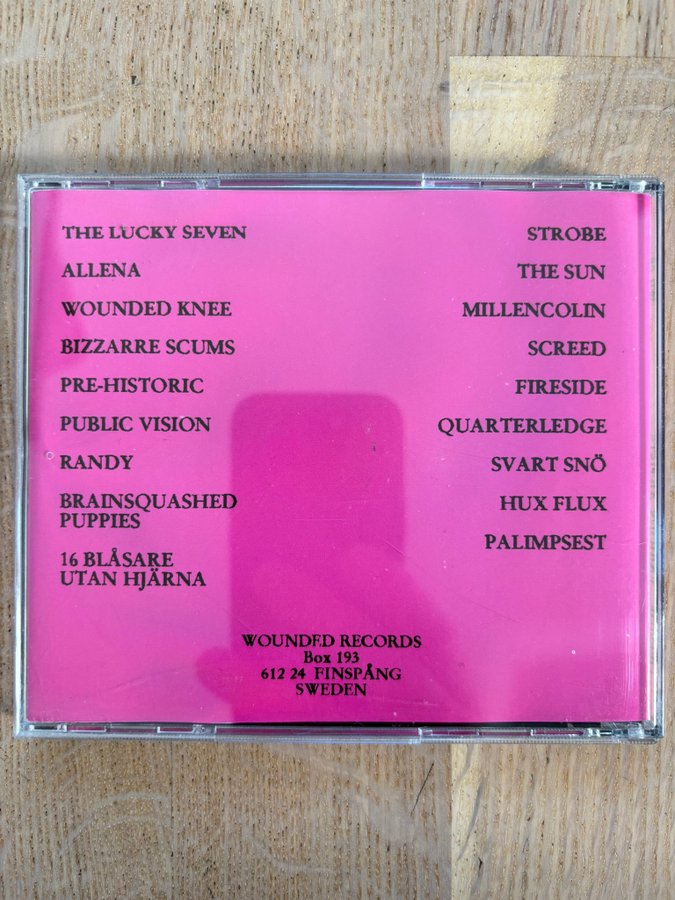 THE LUCKY SEVEN
ALLENA
WOUNDED KNEE
BIZZARRE SCUMS
PRE-HISTORIC
PUBLIC VISION
RANDY
BRAINSQUASHED
PUPPIES
16 BLÅSARE
UTAN HJÄRNA
STROBE
THE SUN
MILLENCOLIN
SCREED
FIRESIDE
QUARTERLEDGE
SVART SNÖ
HUX FLUX
PALIMPSEST
WOUNDED RECORDS
Box 193
612 24 FINSPÅNG
SWEDEN